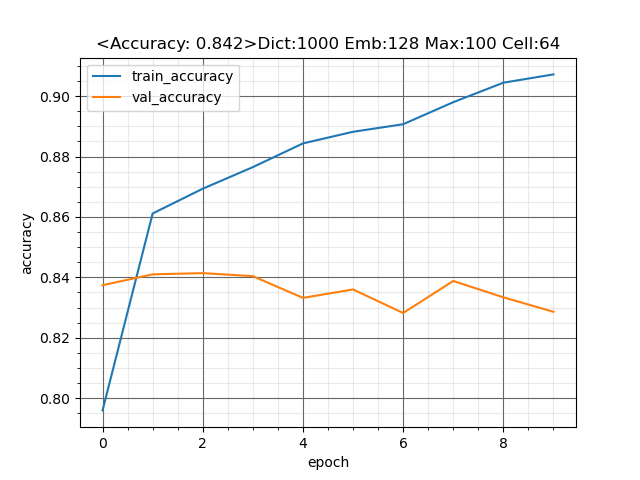 <Accuracy: 0.842>Dict:1000 Emb:128 Max:100 Cell:64
train_accuracy
val_accuracy
0.90
0.88
0.86
0.84
0.82
0.80
accuracy
0 2 4 6 8
epoch